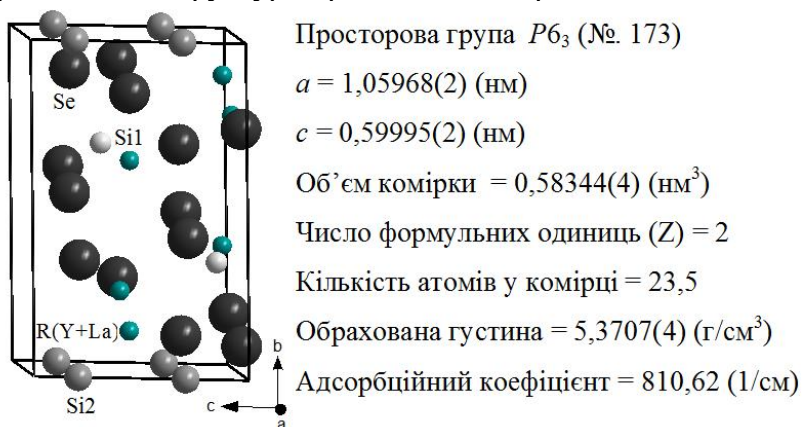 Просторова група P6₃ (№. 173)
a = 1,05968(2) (нм)
c = 0,59995(2) (нм)
Об’єм комірки = 0,58344(4) (нм³)
Число формульних одиниць (Z) = 2
Кількість атомів у комірці = 23,5
Обрахована густина = 5,3707(4) (г/см³)
Адсорбційний коефіцієнт = 810,62 (1/см)
Se
Si1
R(Y+La)
Si2
b
c
a